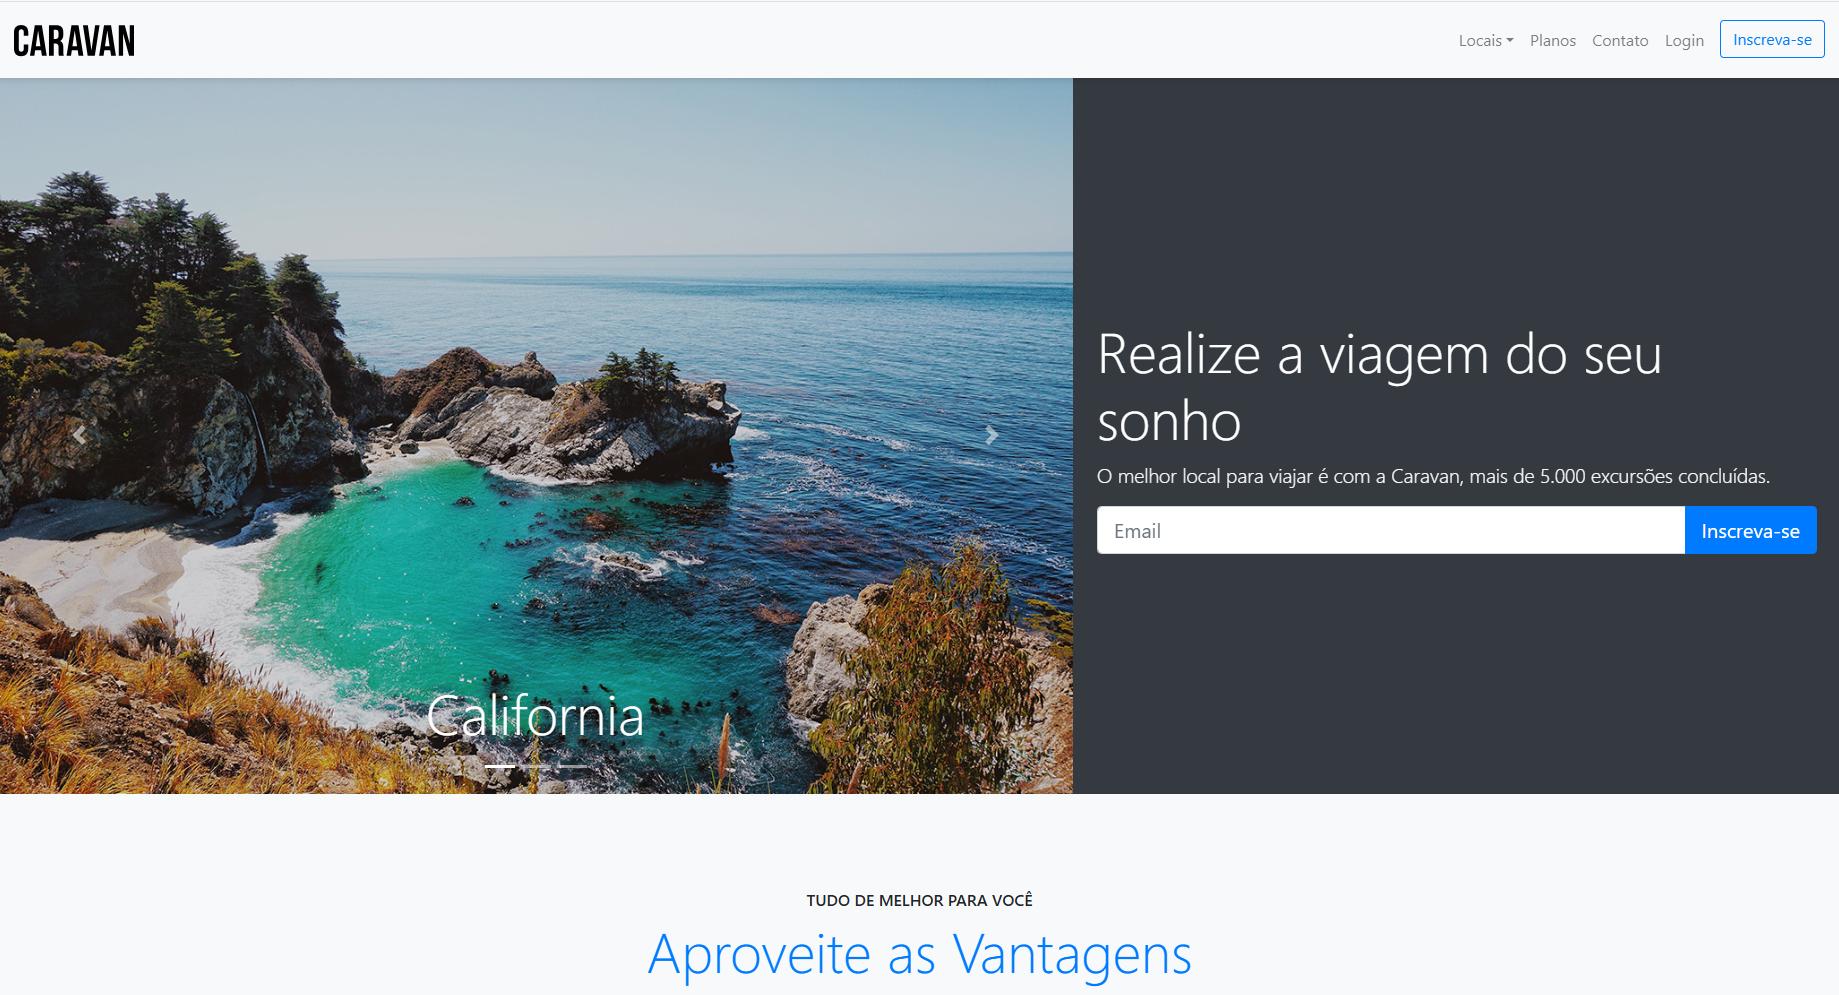 CARAVAN
Locais
Planos
Contato
Login
Inscreva-se
California
Realize a viagem do seu
sonho
O melhor local para viajar é com a Caravan, mais de 5.000 excursões concluídas.
Email
Inscreva-se
TUDO DE MELHOR PARA VOCÊ
Aproveite as Vantagens